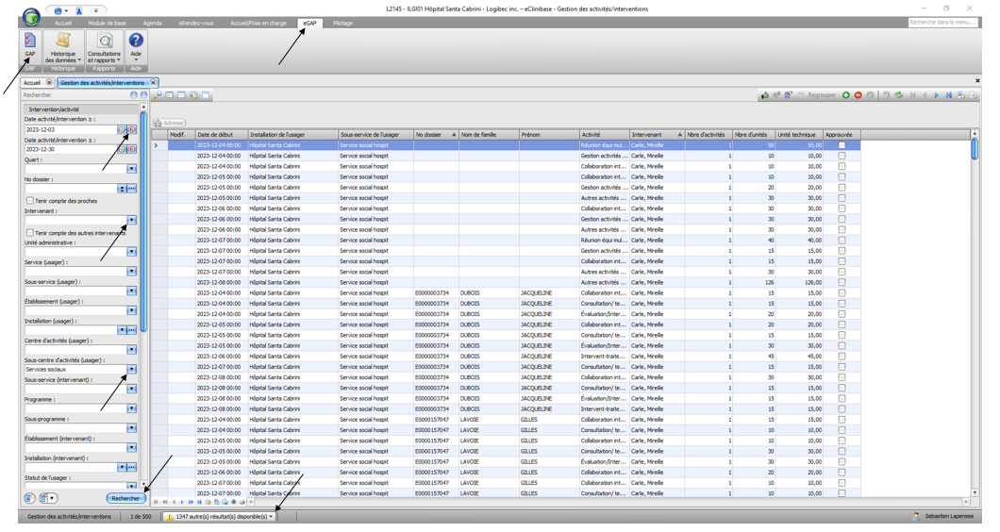 L2145 - ILGI01 Hôpital Santa Cabrini - Logibec inc. – eClinibase - Gestion des activités/interventions
Accueil Module de base Agenda eRendez-vous Accueil/Prise en charge eGAP Pilotage
Recherche dans le menu...
GAP Historique des données Consultations et rapports Aide
GAP Historique Rapports Aide
Accueil Gestion des activités/interventions
Rechercher
Regrouper
Adresse
Intervention/activité
Date activité/intervention ≥ :
2023-12-03
Date activité/intervention ≤ :
2023-12-30
Quart :
No dossier :
Tenir compte des proches
Intervenant :
Tenir compte des autres intervenants
Unité administrative :
Service (usager) :
Sous-service (usager) :
Établissement (usager) :
Installation (usager) :
Centre d'activités (usager) :
Sous-centre d'activités (usager) :
Services sociaux
Sous-service (intervenant) :
Programme :
Sous-programme :
Établissement (intervenant) :
Installation (intervenant) :
Statut de l'usager :
Rechercher
Modif. Date de début Installation de l'usager Sous-service de l'usager No dossier Nom de famille Prénom Activité Intervenant Nbre d'activités Nbre d'unités Unité technique Approuvée
2023-12-04 00:00 Hôpital Santa Cabrini Service social hospit Réunion équi mul... Carle, Mireille 1 50 50,00
2023-12-04 00:00 Hôpital Santa Cabrini Service social hospit Gestion activités ... Carle, Mireille 1 10 10,00
2023-12-04 00:00 Hôpital Santa Cabrini Service social hospit Collaboration int... Carle, Mireille 1 10 10,00
2023-12-05 00:00 Hôpital Santa Cabrini Service social hospit Collaboration int... Carle, Mireille 1 10 10,00
2023-12-05 00:00 Hôpital Santa Cabrini Service social hospit Gestion activités ... Carle, Mireille 1 20 20,00
2023-12-05 00:00 Hôpital Santa Cabrini Service social hospit Autres activités ... Carle, Mireille 1 30 30,00
2023-12-06 00:00 Hôpital Santa Cabrini Service social hospit Collaboration int... Carle, Mireille 1 30 30,00
2023-12-06 00:00 Hôpital Santa Cabrini Service social hospit Gestion activités ... Carle, Mireille 1 30 30,00
2023-12-06 00:00 Hôpital Santa Cabrini Service social hospit Autres activités ... Carle, Mireille 1 30 30,00
2023-12-07 00:00 Hôpital Santa Cabrini Service social hospit Réunion équi mul... Carle, Mireille 1 40 40,00
2023-12-07 00:00 Hôpital Santa Cabrini Service social hospit Gestion activités ... Carle, Mireille 1 15 15,00
2023-12-07 00:00 Hôpital Santa Cabrini Service social hospit Collaboration int... Carle, Mireille 1 15 15,00
2023-12-07 00:00 Hôpital Santa Cabrini Service social hospit Autres activités ... Carle, Mireille 1 30 30,00
2023-12-08 00:00 Hôpital Santa Cabrini Service social hospit Autres activités ... Carle, Mireille 1 126 126,00
2023-12-04 00:00 Hôpital Santa Cabrini Service social hospit E0000003734 DUBOIS JACQUELINE Collaboration int... Carle, Mireille 1 15 15,00
2023-12-04 00:00 Hôpital Santa Cabrini Service social hospit E0000003734 DUBOIS JACQUELINE Consultation/ te... Carle, Mireille 1 15 15,00
2023-12-04 00:00 Hôpital Santa Cabrini Service social hospit E0000003734 DUBOIS JACQUELINE Évaluation/Inter... Carle, Mireille 1 20 20,00
2023-12-05 00:00 Hôpital Santa Cabrini Service social hospit E0000003734 DUBOIS JACQUELINE Collaboration int... Carle, Mireille 1 20 20,00
2023-12-05 00:00 Hôpital Santa Cabrini Service social hospit E0000003734 DUBOIS JACQUELINE Consultation/ te... Carle, Mireille 1 15 15,00
2023-12-05 00:00 Hôpital Santa Cabrini Service social hospit E0000003734 DUBOIS JACQUELINE Évaluation/Inter... Carle, Mireille 1 30 30,00
2023-12-06 00:00 Hôpital Santa Cabrini Service social hospit E0000003734 DUBOIS JACQUELINE Intervent-traite... Carle, Mireille 1 45 45,00
2023-12-07 00:00 Hôpital Santa Cabrini Service social hospit E0000003734 DUBOIS JACQUELINE Consultation/ te... Carle, Mireille 1 15 15,00
2023-12-08 00:00 Hôpital Santa Cabrini Service social hospit E0000003734 DUBOIS JACQUELINE Collaboration int... Carle, Mireille 1 30 30,00
2023-12-08 00:00 Hôpital Santa Cabrini Service social hospit E0000003734 DUBOIS JACQUELINE Consultation/ te... Carle, Mireille 1 15 15,00
2023-12-08 00:00 Hôpital Santa Cabrini Service social hospit E0000003734 DUBOIS JACQUELINE Évaluation/Inter... Carle, Mireille 1 30 30,00
2023-12-08 00:00 Hôpital Santa Cabrini Service social hospit E0000003734 DUBOIS JACQUELINE Intervent-traite... Carle, Mireille 1 15 15,00
2023-12-04 00:00 Hôpital Santa Cabrini Service social hospit E0000157047 LAVOIE GILLES Collaboration int... Carle, Mireille 1 15 15,00
2023-12-04 00:00 Hôpital Santa Cabrini Service social hospit E0000157047 LAVOIE GILLES Consultation/ te... Carle, Mireille 1 10 10,00
2023-12-05 00:00 Hôpital Santa Cabrini Service social hospit E0000157047 LAVOIE GILLES Collaboration int... Carle, Mireille 1 10 10,00
2023-12-05 00:00 Hôpital Santa Cabrini Service social hospit E0000157047 LAVOIE GILLES Consultation/ te... Carle, Mireille 1 30 30,00
2023-12-05 00:00 Hôpital Santa Cabrini Service social hospit E0000157047 LAVOIE GILLES Évaluation/Inter... Carle, Mireille 1 30 30,00
2023-12-06 00:00 Hôpital Santa Cabrini Service social hospit E0000157047 LAVOIE GILLES Collaboration int... Carle, Mireille 1 20 20,00
2023-12-07 00:00 Hôpital Santa Cabrini Service social hospit E0000157047 LAVOIE GILLES Collaboration int... Carle, Mireille 1 15 15,00
2023-12-07 00:00 Hôpital Santa Cabrini Service social hospit E0000157047 LAVOIE GILLES Consultation/ te... Carle, Mireille 1 10 10,00
Gestion des activités/interventions 1 de 500 1347 autre(s) résultat(s) disponible(s) Sebastien Lapensee